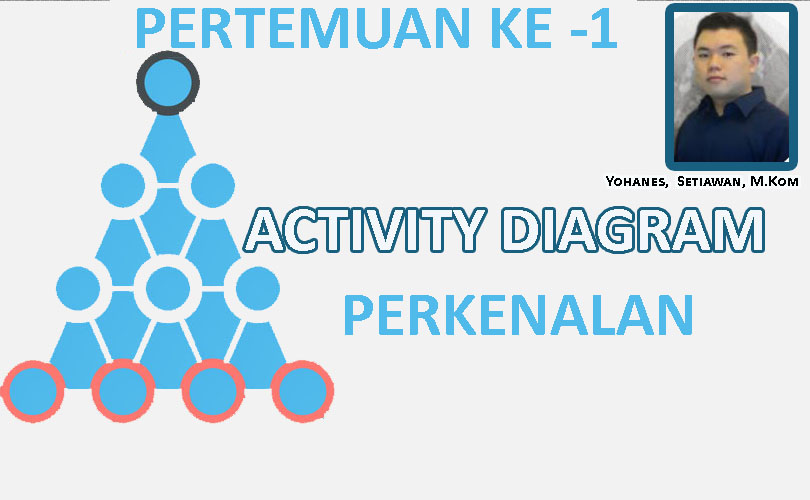 PERTEMUAN KE -1
YOHANES, SETIAWAN, M.KOM
ACTIVITY DIAGRAM
PERKENALAN